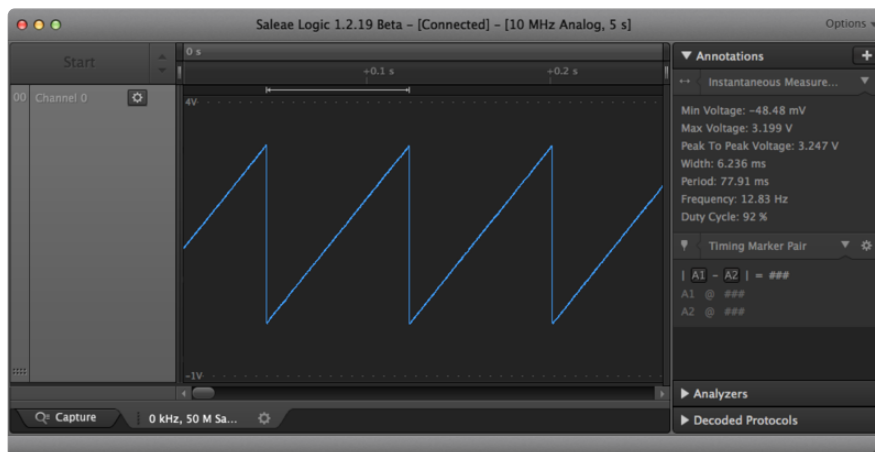 Saleae Logic 1.2.19 Beta - [Connected] - [10 MHz Analog, 5 s]
Options
Start
0 s
+0.1 s
+0.2 s
00 Channel 0
4V
-1V
Annotations
Instantaneous Measure...
Min Voltage: -48.48 mV
Max Voltage: 3.199 V
Peak To Peak Voltage: 3.247 V
Width: 6.236 ms
Period: 77.91 ms
Frequency: 12.83 Hz
Duty Cycle: 92 %
Timing Marker Pair
| A1 - A2 | = ###
A1 @ ###
A2 @ ###
Analyzers
Decoded Protocols
Capture
0 kHz, 50 M Sa...